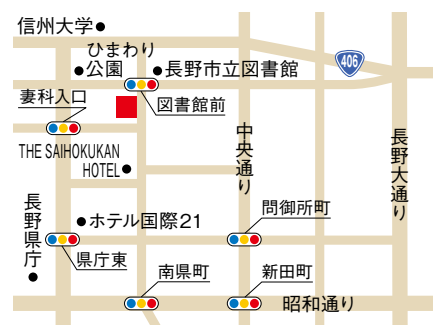 信州大学
ひまわり
公園
長野市立図書館
406
妻科入口
図書館前
THE SAIHOKUKAN
HOTEL
中央通り
長野大通り
長野県庁
ホテル国際21
問御所町
県庁東
南県町
新田町
昭和通り